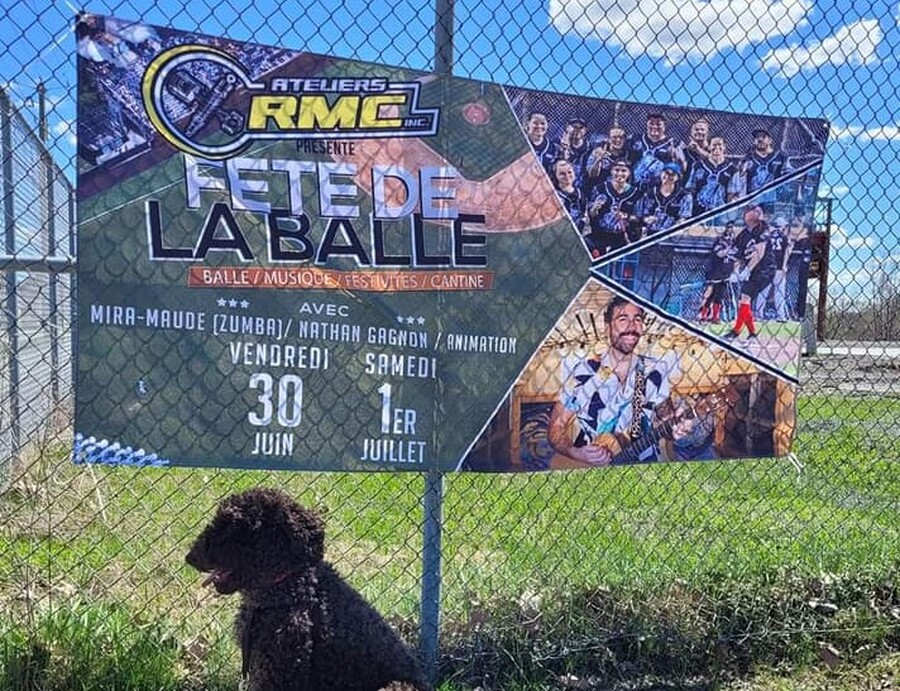 ATELIERS
RMC INC.
PRÉSENTE
FÊTE DE
LA BALLE
BALLE / MUSIQUE / FESTIVITÉS / CANTINE
AVEC
MIRA-MAUDE (ZUMBA)/ NATHAN GAGNON / ANIMATION
VENDREDI SAMEDI
30 1ER
JUIN JUILLET